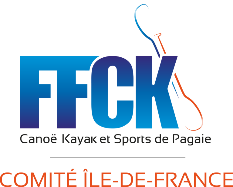 FFCK
Canoë Kayak et Sports de Pagaie
COMITÉ ÎLE-DE-FRANCE